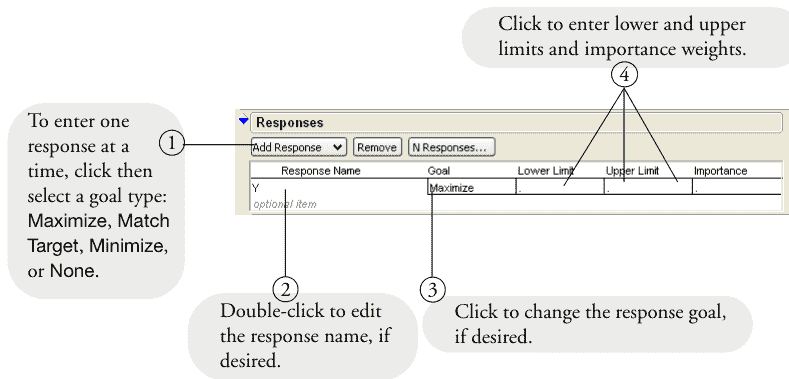 Click to enter lower and upper
limits and importance weights.
4
To enter one
response at a
time, click then
select a goal type:
Maximize, Match
Target, Minimize,
or None.
1
Responses
Add Response Remove N Responses...
Response Name Goal Lower Limit Upper Limit Importance
Y Maximize . . .
optional item
2
Double-click to edit
the response name, if
desired.
3
Click to change the response goal,
if desired.